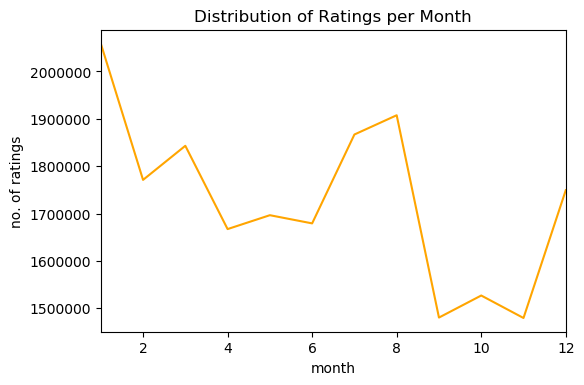 Distribution of Ratings per Month
2000000
1900000
1800000
1700000
1600000
1500000
no. of ratings
2 4 6 8 10 12
month